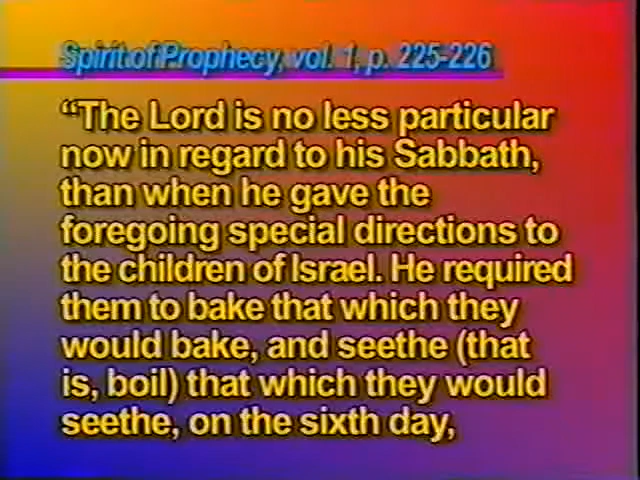 Spirit of Prophecy, vol. 1, p. 225-226
“The Lord is no less particular
now in regard to his Sabbath,
than when he gave the
foregoing special directions to
the children of Israel. He required
them to bake that which they
would bake, and seethe (that
is, boil) that which they would
seethe, on the sixth day,